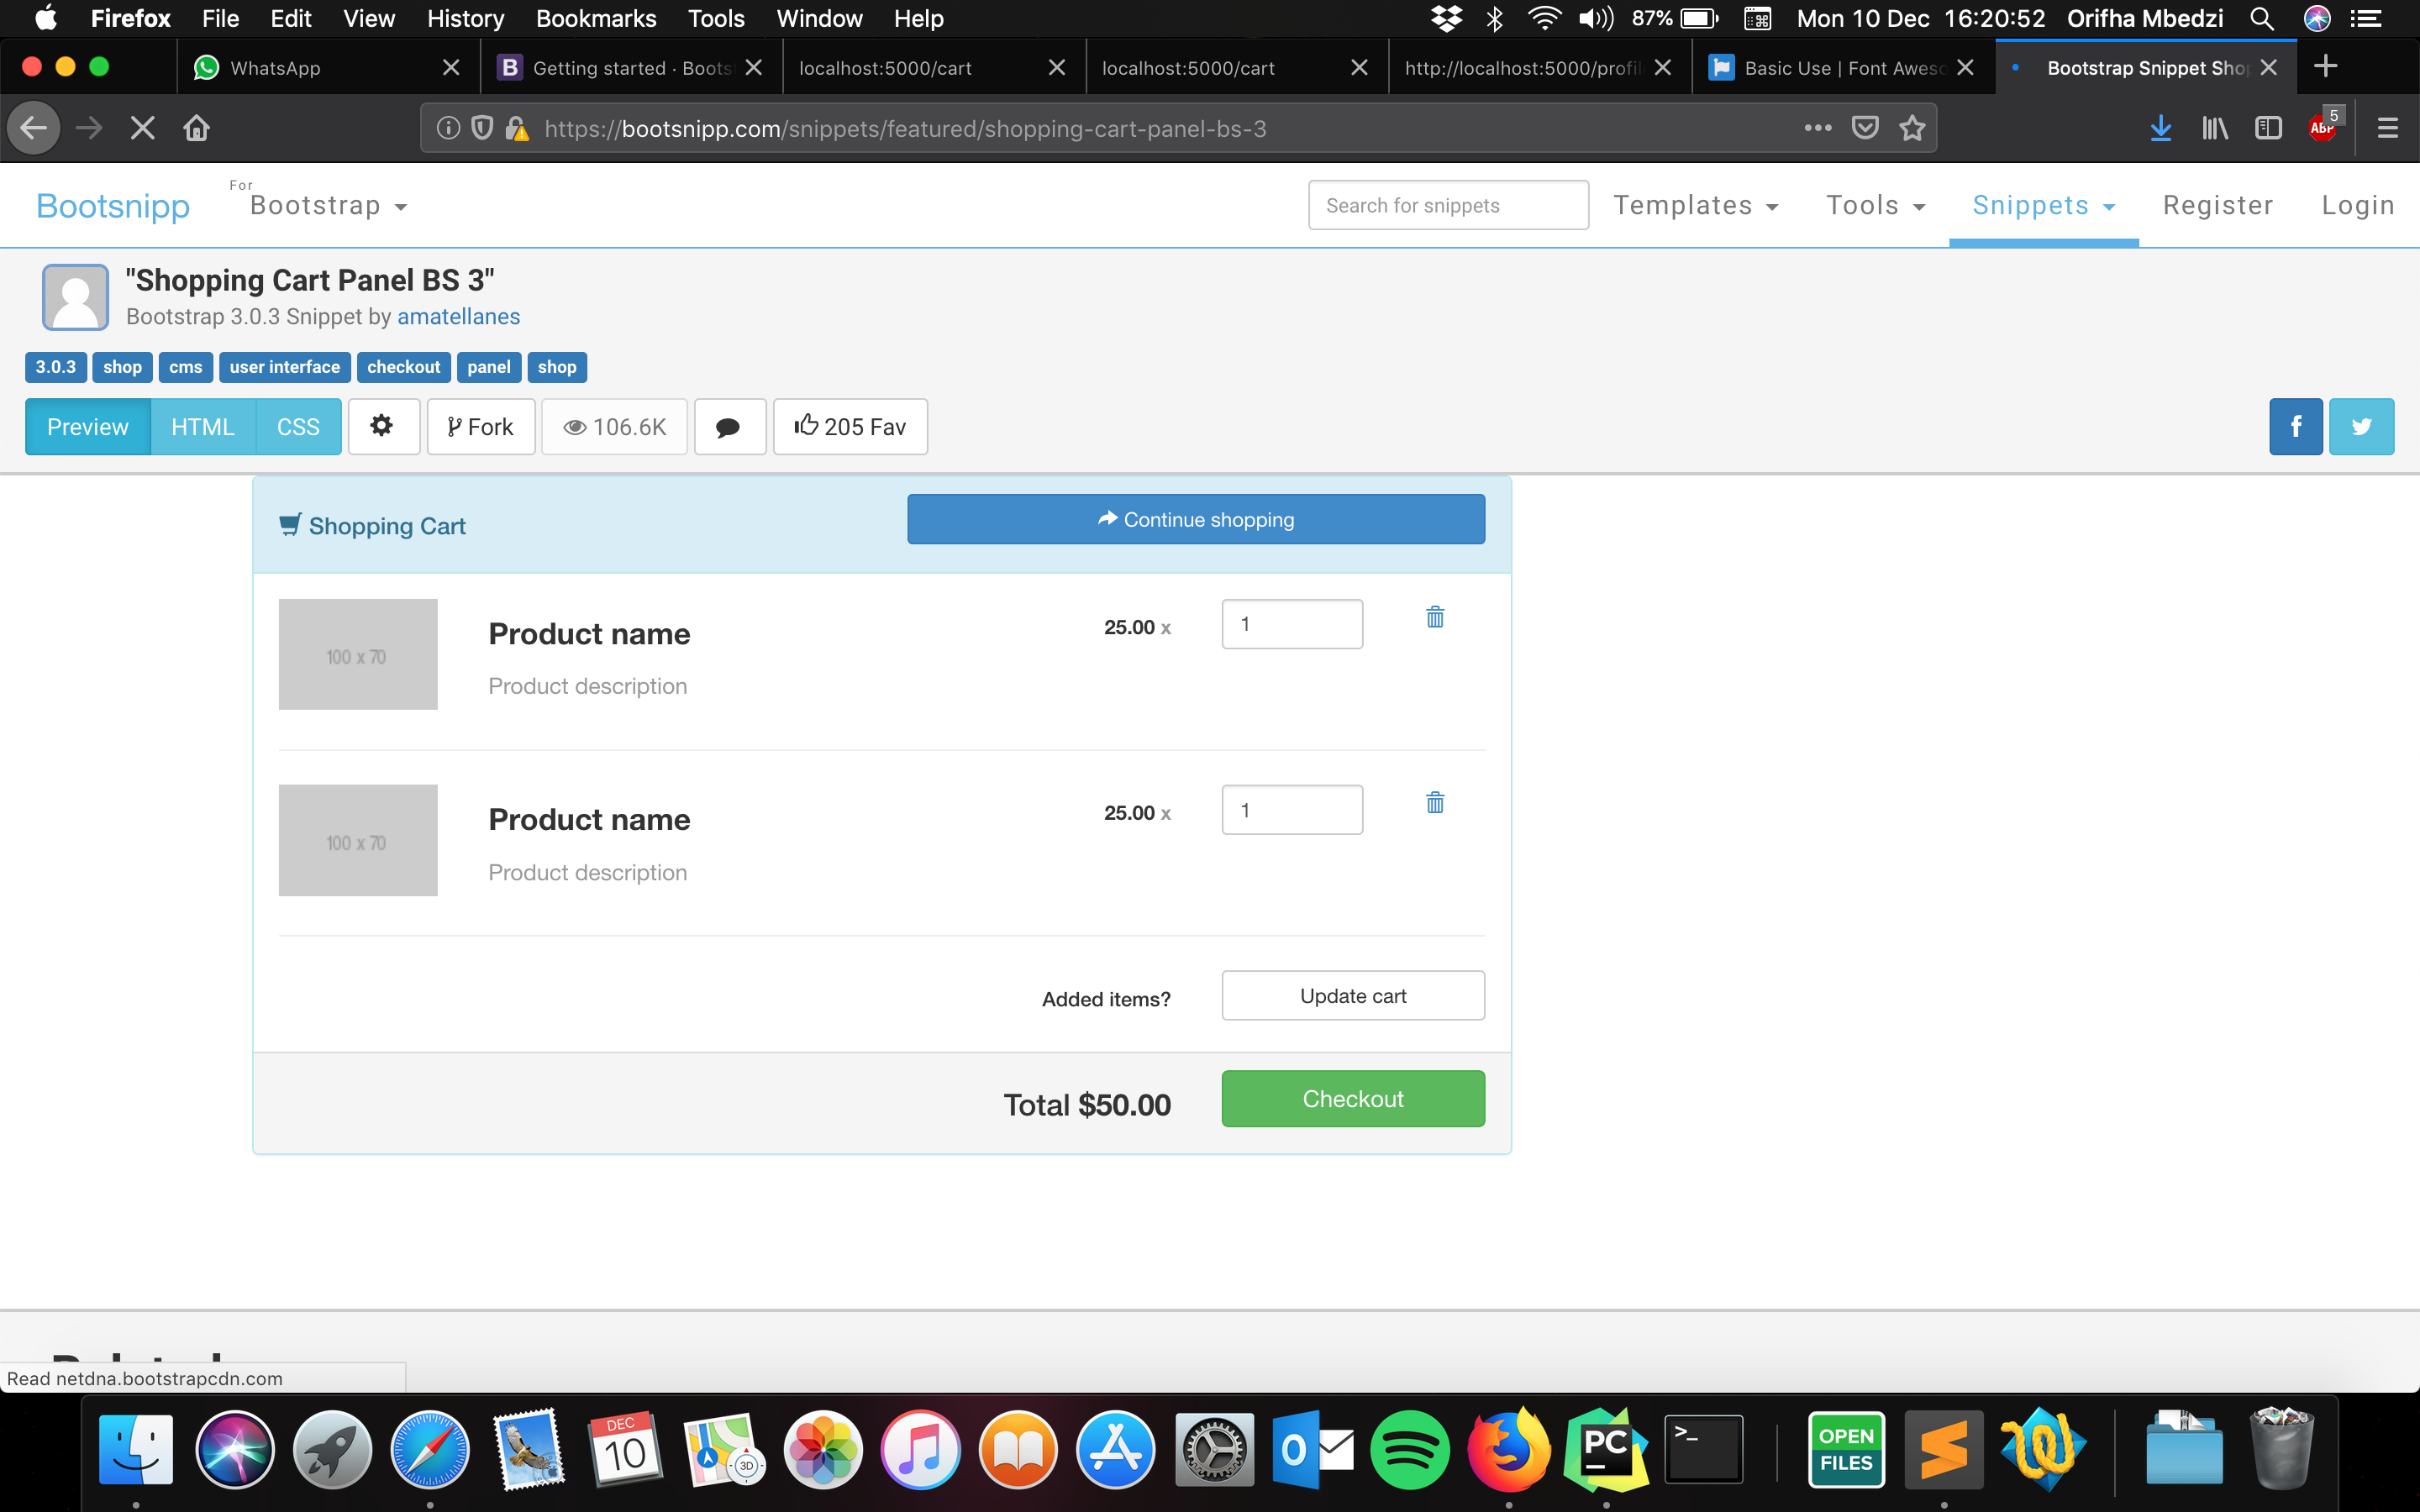 Firefox File Edit View History Bookmarks Tools Window Help 87% Mon 10 Dec 16:20:52 Orifha Mbedzi
WhatsApp B Getting started · Boots localhost:5000/cart localhost:5000/cart http://localhost:5000/profil Basic Use | Font Aweso Bootstrap Snippet Shop
https://bootsnipp.com/snippets/featured/shopping-cart-panel-bs-3 ABP 5
Bootsnipp For Bootstrap Search for snippets Templates Tools Snippets Register Login
"Shopping Cart Panel BS 3"
Bootstrap 3.0.3 Snippet by amatellanes
3.0.3 shop cms user interface checkout panel shop
Preview HTML CSS Fork 106.6K 205 Fav f
Shopping Cart Continue shopping
100 x 70 Product name 25.00 x 1
Product description
100 x 70 Product name 25.00 x 1
Product description
Added items? Update cart
Total $50.00 Checkout
Read netdna.bootstrapcdn.com
DEC 10 3D O PC >_ OPEN FILES